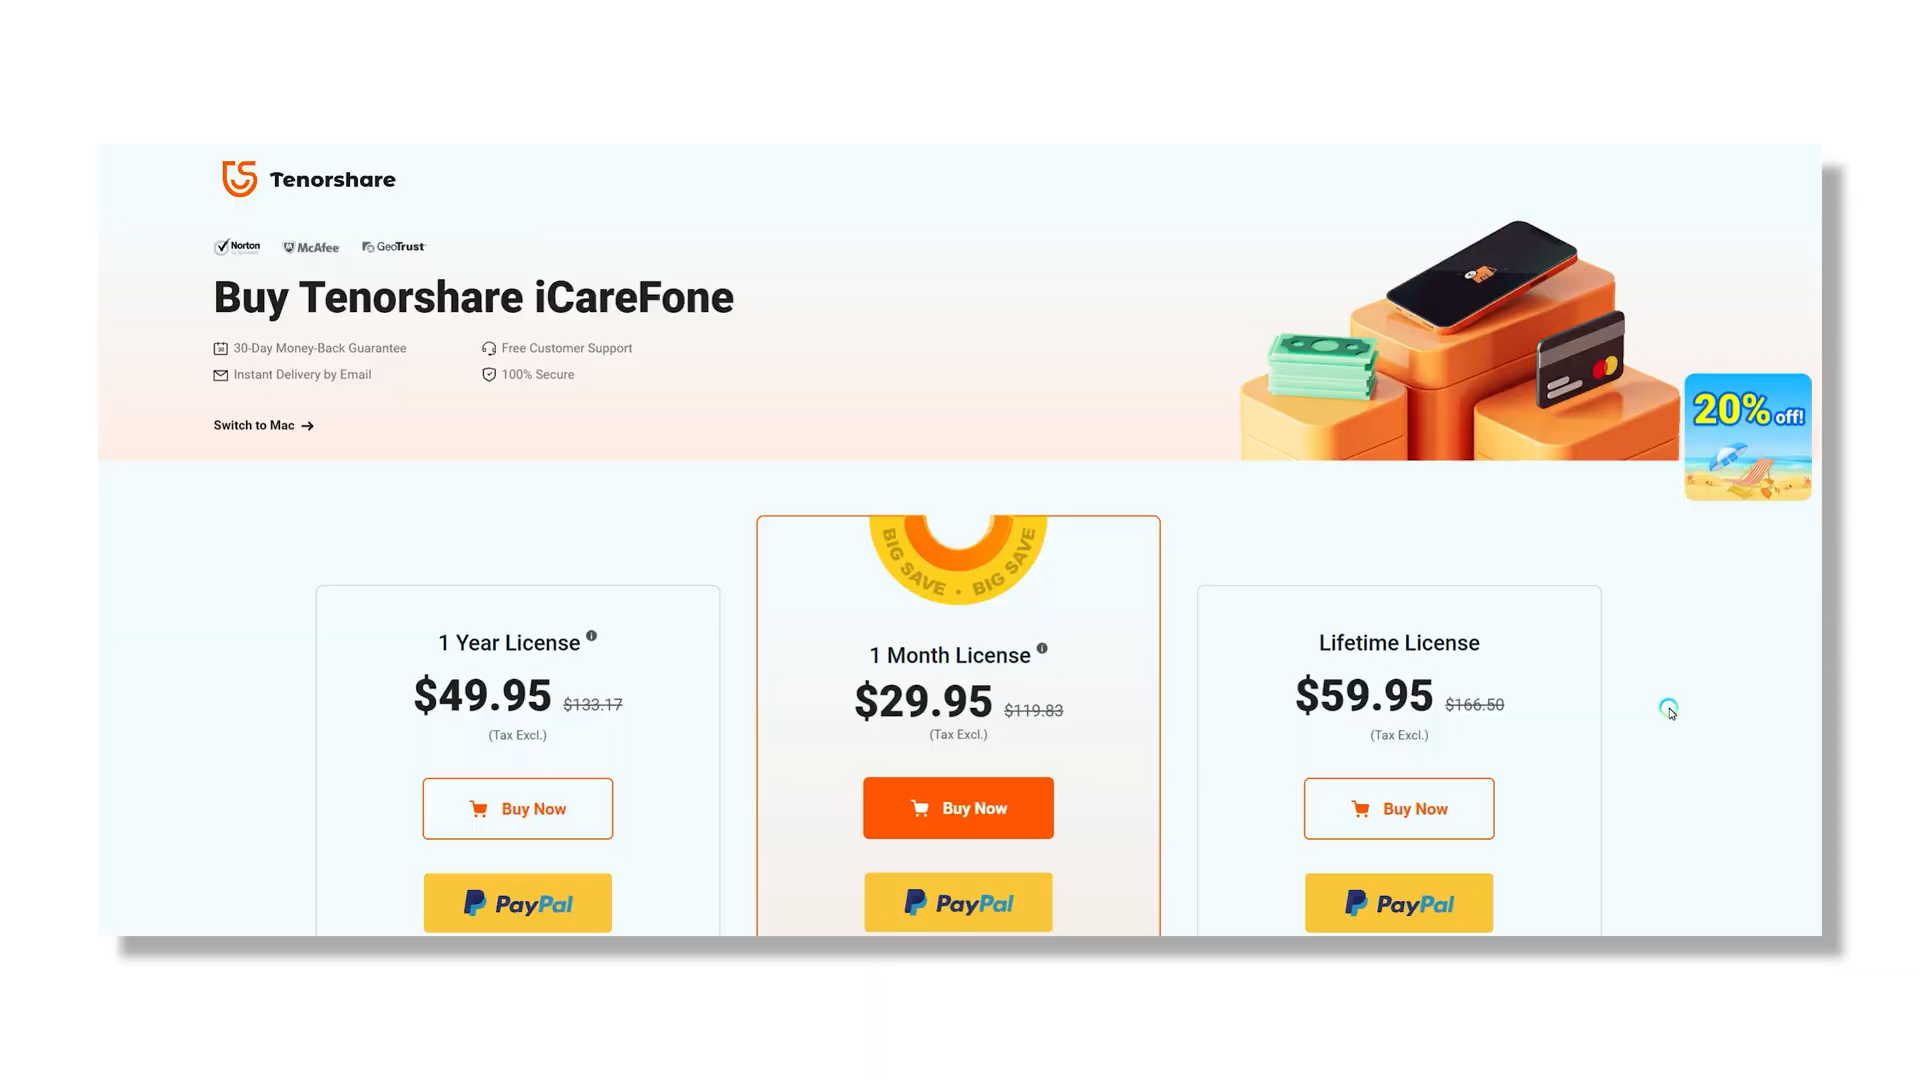 Tenorshare
Norton
McAfee
GeoTrust
Buy Tenorshare iCareFone
30-Day Money-Back Guarantee
Free Customer Support
Instant Delivery by Email
100% Secure
Switch to Mac →
20% off!
BIG SAVE • BIG SAVE
1 Year License
$49.95 $133.17
(Tax Excl.)
Buy Now
PayPal
1 Month License
$29.95 $119.83
(Tax Excl.)
Buy Now
PayPal
Lifetime License
$59.95 $166.50
(Tax Excl.)
Buy Now
PayPal